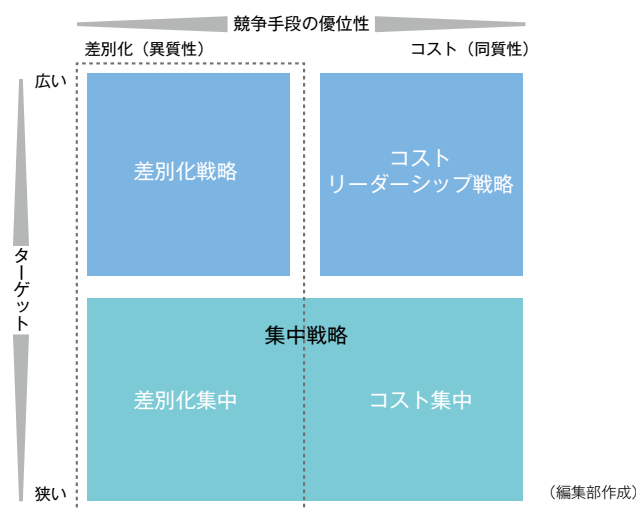 競争手段の優位性
差別化（異質性）
コスト（同質性）
広い
ターゲット
差別化戦略
コスト
リーダーシップ戦略
集中戦略
差別化集中
コスト集中
狭い
（編集部作成）